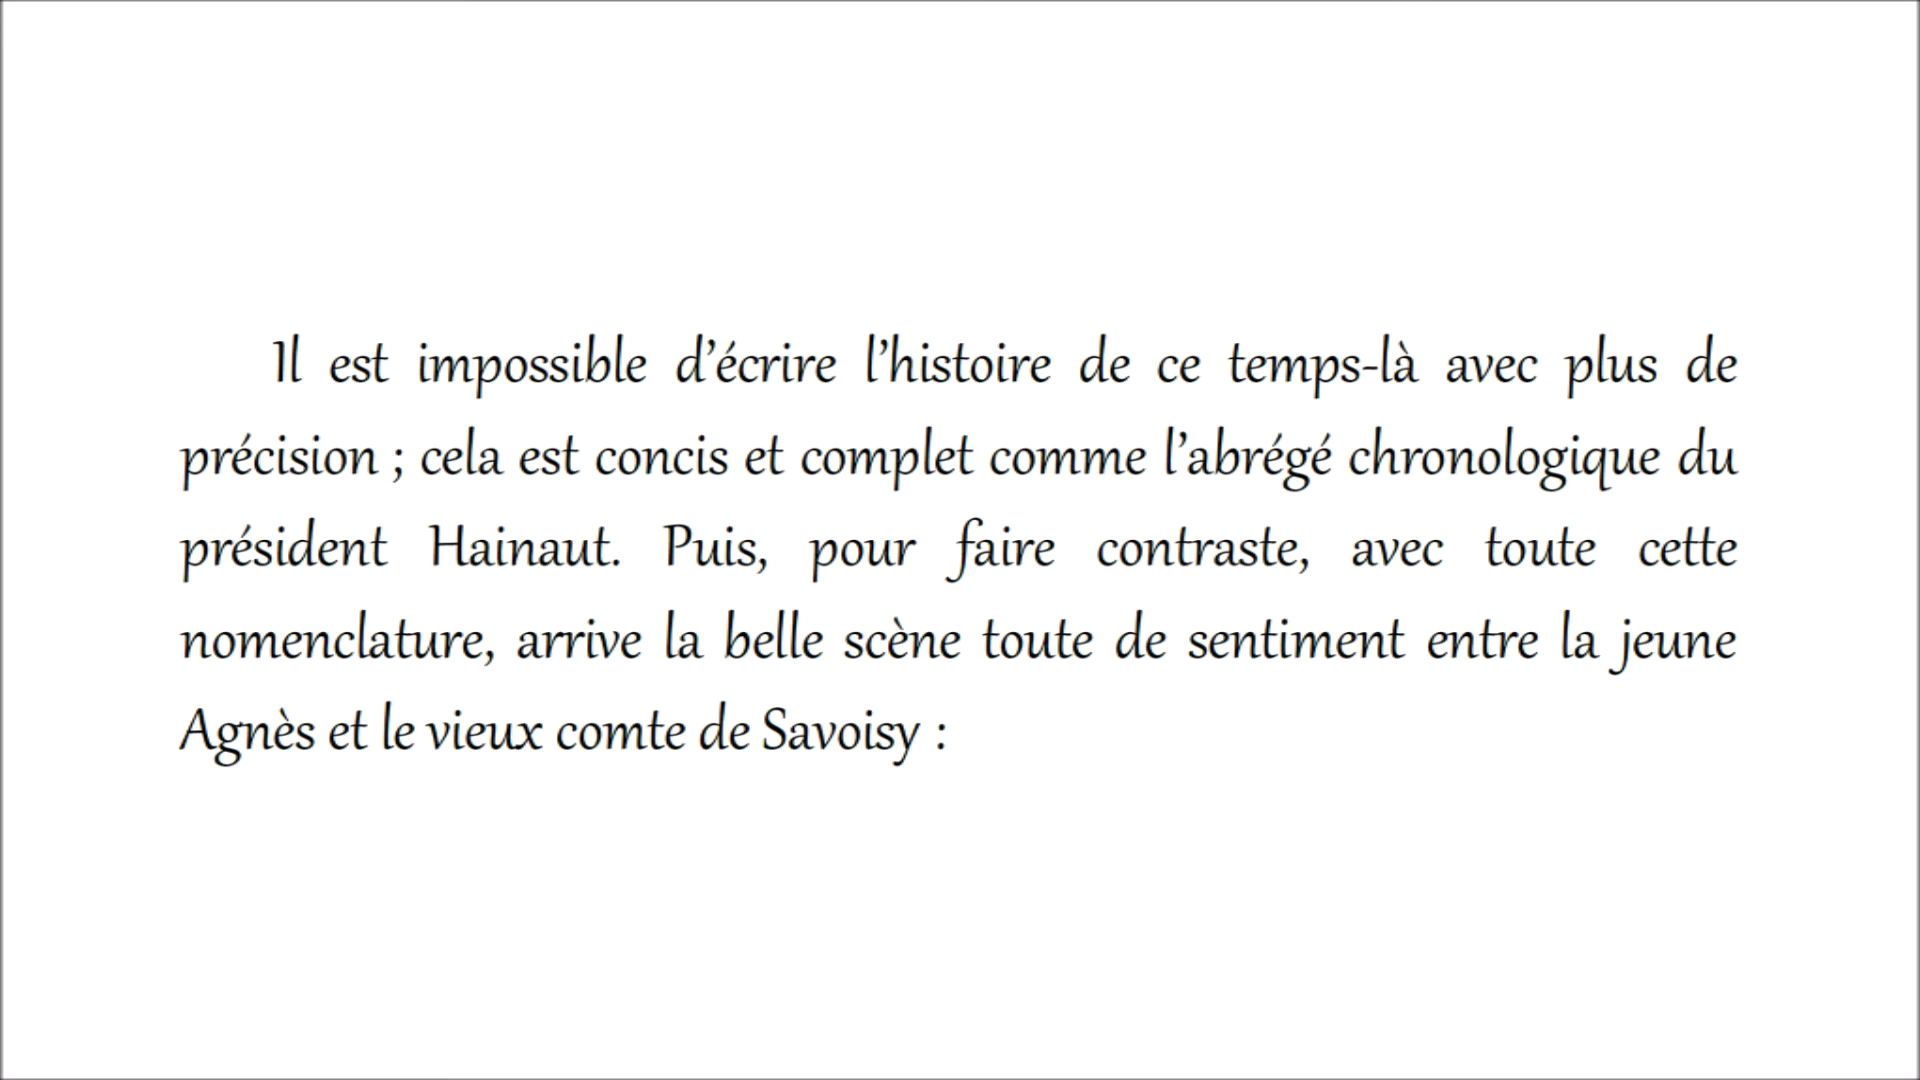 Il est impossible d’écrire l’histoire de ce temps-là avec plus de
précision ; cela est concis et complet comme l’abrégé chronologique du
président Hainaut. Puis, pour faire contraste, avec toute cette
nomenclature, arrive la belle scène toute de sentiment entre la jeune
Agnès et le vieux comte de Savoisy :